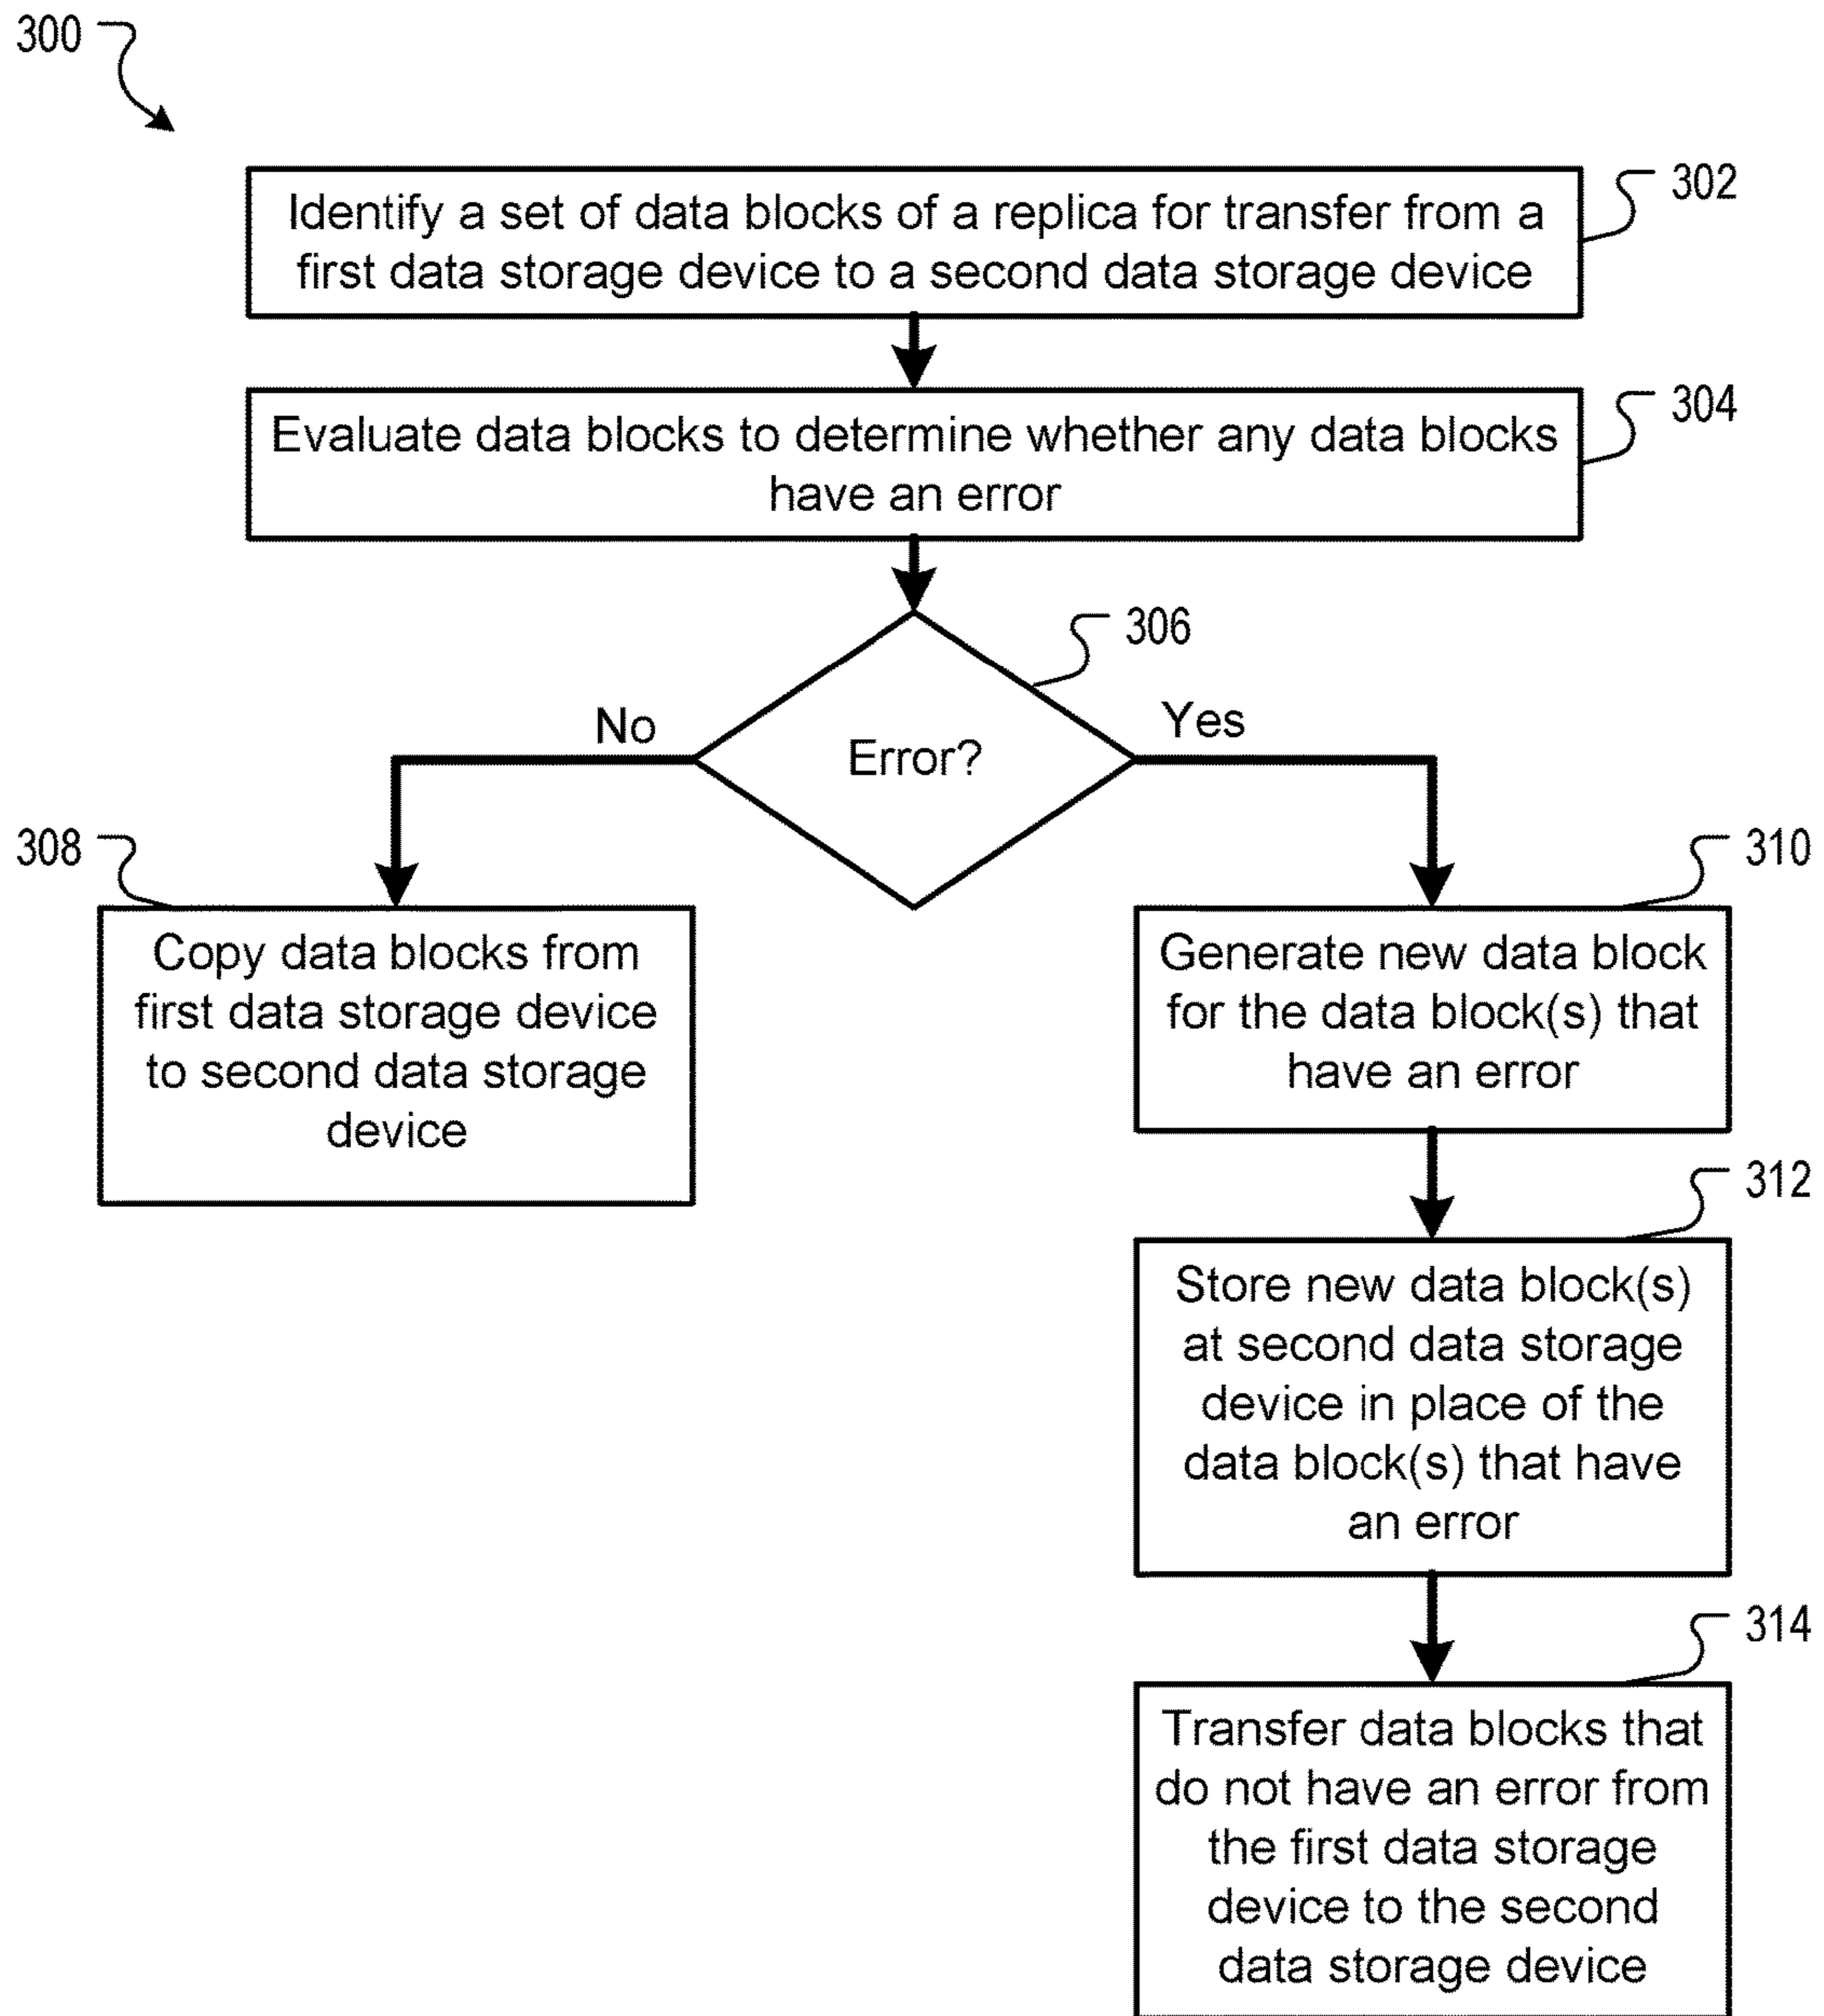 300
302
Identify a set of data blocks of a replica for transfer from a
first data storage device to a second data storage device
304
Evaluate data blocks to determine whether any data blocks
have an error
306
No
Yes
Error?
308
310
Copy data blocks from
first data storage device
to second data storage
device
Generate new data block
for the data block(s) that
have an error
312
Store new data block(s)
at second data storage
device in place of the
data block(s) that have
an error
314
Transfer data blocks that
do not have an error from
the first data storage
device to the second
data storage device